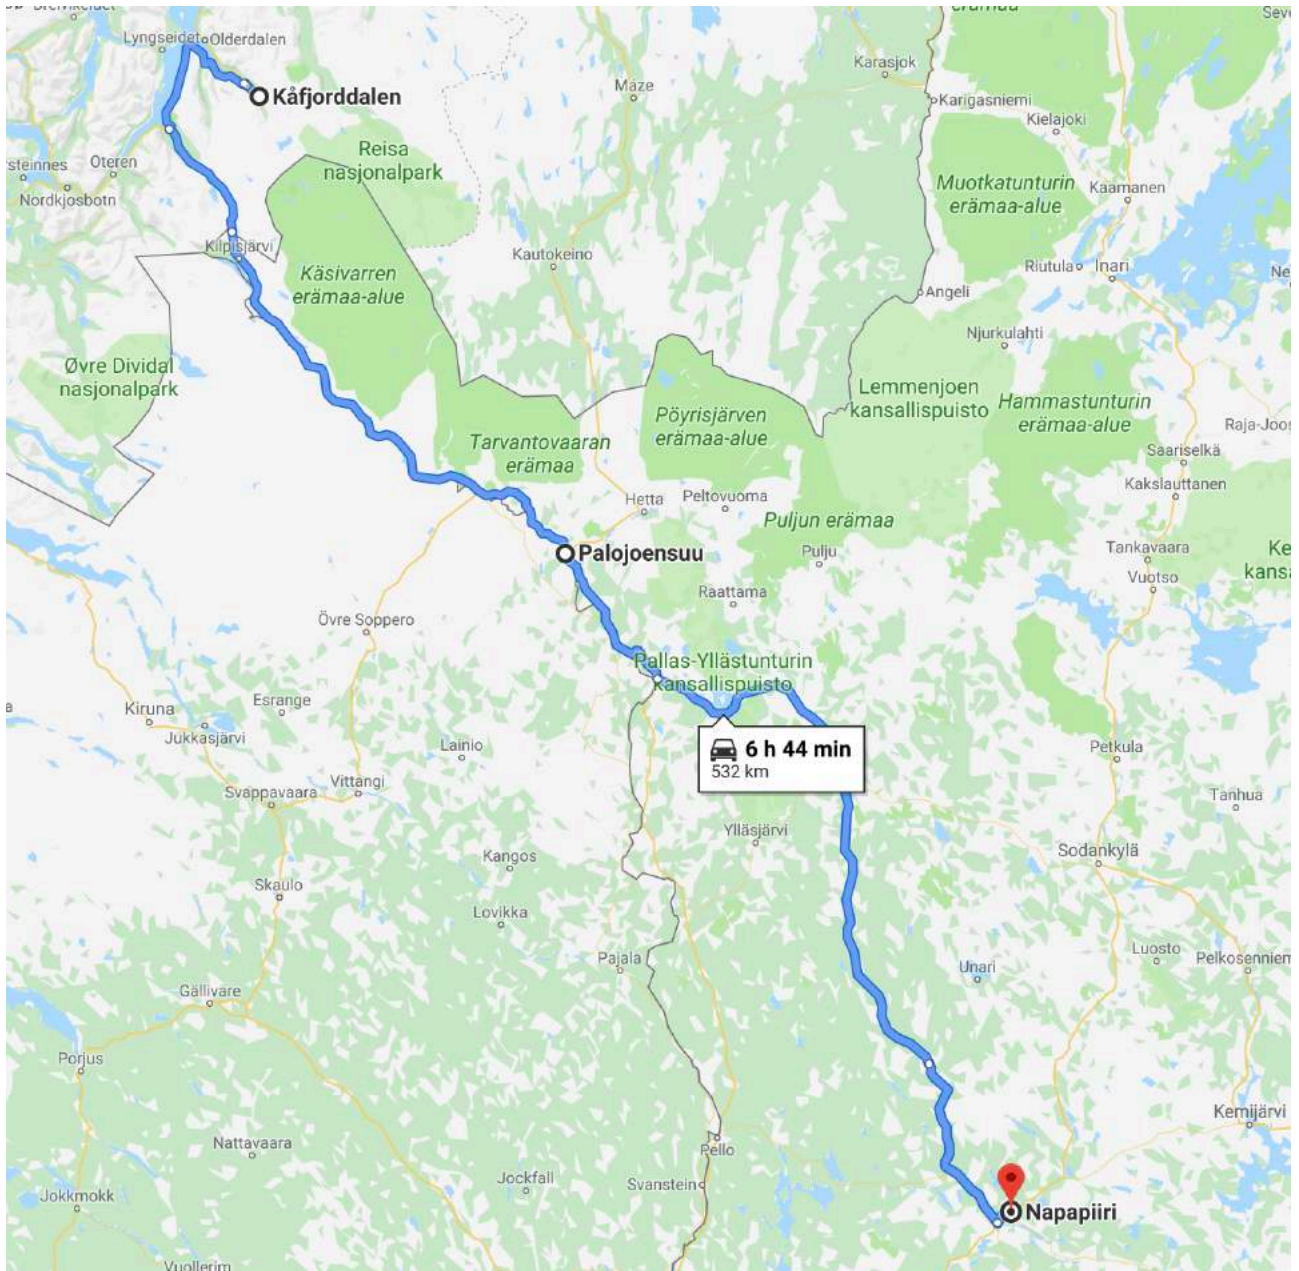 Lyngseidet
Olderdalen
Kåfjorddalen
Máze
Karasjok
Karigasniemi
Kielajoki
Reisa
nasjonalpark
Oteren
Nordkjosbotn
Muotkatunturin
erämaa-alue
Kaamanen
Kilpisjärvi
Kautokeino
Käsivarren
erämaa-alue
Riutula
Inari
Angeli
Njurkulahti
Øvre Dividal
nasjonalpark
Lemmenjoen
kansallispuisto
Hammastunturin
erämaa-alue
Pöyrisjärven
erämaa-alue
Raja-Joos
Tarvantovaaran
erämaa
Saariselkä
Kakslauttanen
Hetta
Peltovuoma
Puljun erämaa
Palojoensuu
Pulju
Tankavaara
Vuotso
Raattama
Övre Soppero
Pallas-Yllästunturin
kansallispuisto
Esrange
Kiruna
Jukkasjärvi
Lainio
6 h 44 min
532 km
Petkula
Vittangi
Svappavaara
Tanhua
Ylläsjärvi
Kangos
Sodankylä
Skaulo
Lovikka
Pajala
Luosto
Pelkosenniem
Unari
Gällivare
Porjus
Kemijärvi
Nattavaara
Pello
Jockfall
Svanstein
Jokkmokk
Napapiiri
Vuollerim